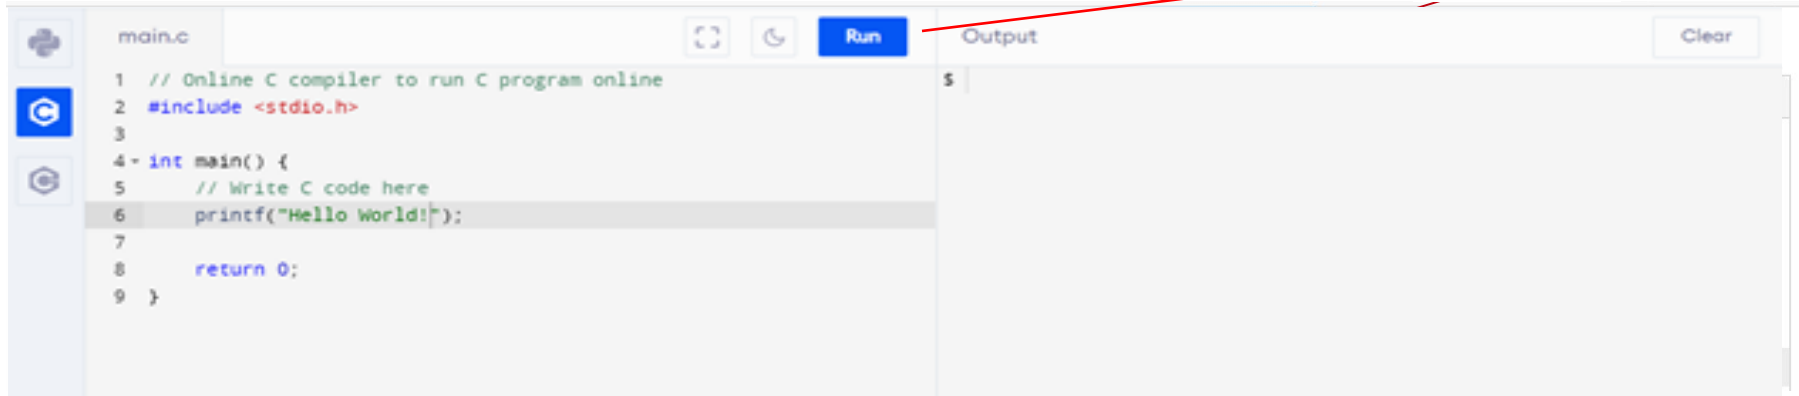 main.c
Run
Output
Clear
1 // Online C compiler to run C program online
2 #include <stdio.h>
3
4 int main() {
5     // Write C code here
6     printf("Hello World!");
7
8     return 0;
9 }
$